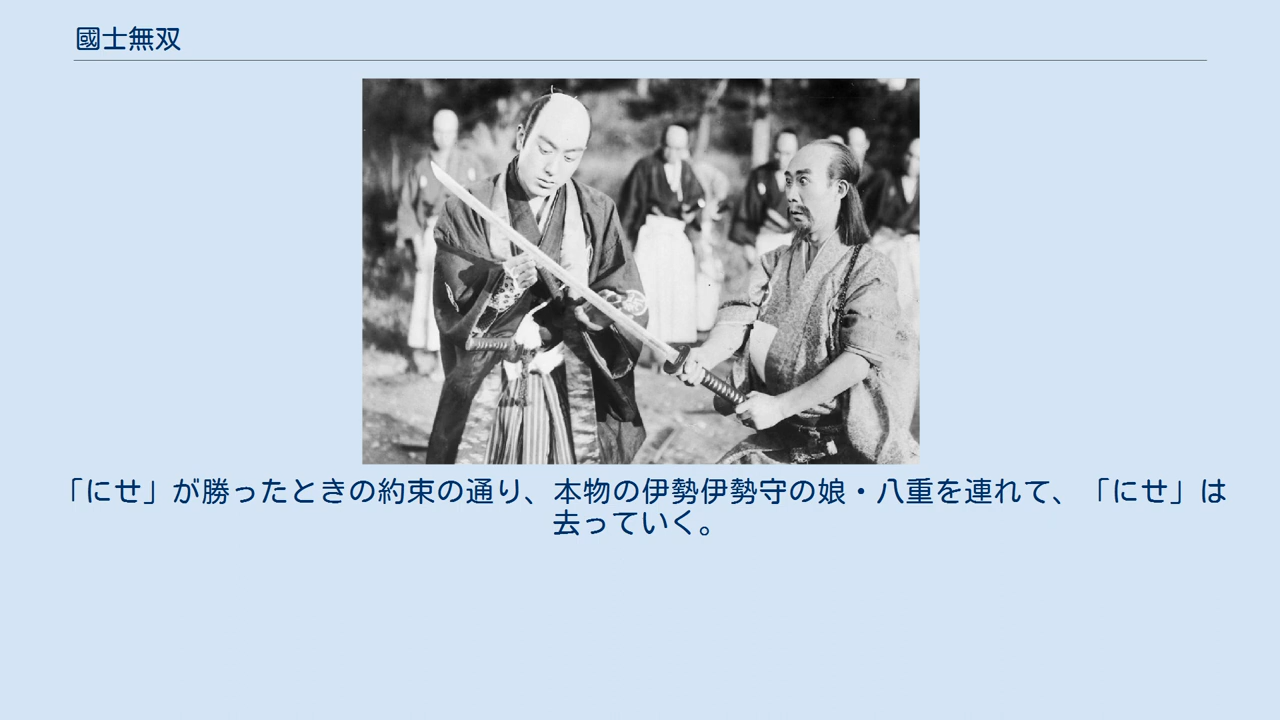 國士無双
「にせ」が勝ったときの約束の通り、本物の伊勢伊勢守の娘・八重を連れて、「にせ」は
去っていく。